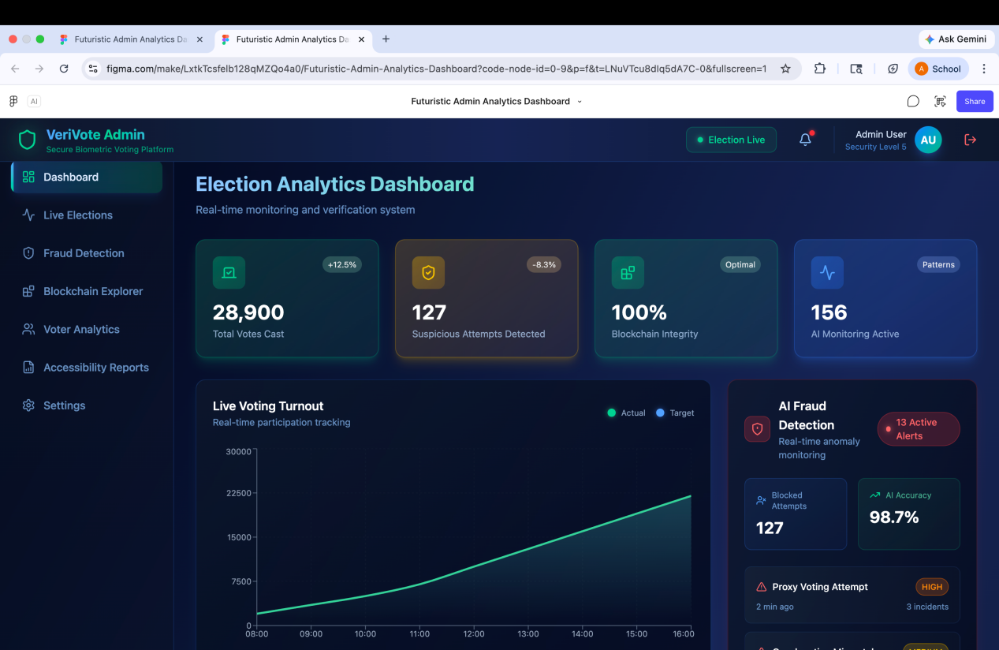 Futuristic Admin Analytics Da
Futuristic Admin Analytics Da
Ask Gemini
figma.com/make/LxtkTcsfelb128qMZQo4a0/Futuristic-Admin-Analytics-Dashboard?code-node-id=0-9&p=f&t=LNuVTcu8dIq5dA7C-0&fullscreen=1
A
School
AI
Futuristic Admin Analytics Dashboard
Share
VeriVote Admin
Secure Biometric Voting Platform
Election Live
Admin User
Security Level 5
AU
Dashboard
Live Elections
Fraud Detection
Blockchain Explorer
Voter Analytics
Accessibility Reports
Settings
Election Analytics Dashboard
Real-time monitoring and verification system
+12.5%
28,900
Total Votes Cast
-8.3%
127
Suspicious Attempts Detected
Optimal
100%
Blockchain Integrity
Patterns
156
AI Monitoring Active
Live Voting Turnout
Real-time participation tracking
Actual
Target
30000
22500
15000
7500
0
08:00
09:00
10:00
11:00
12:00
13:00
14:00
15:00
16:00
AI Fraud
Detection
Real-time anomaly
monitoring
13 Active
Alerts
Blocked
Attempts
127
AI Accuracy
98.7%
Proxy Voting Attempt
HIGH
2 min ago
3 incidents